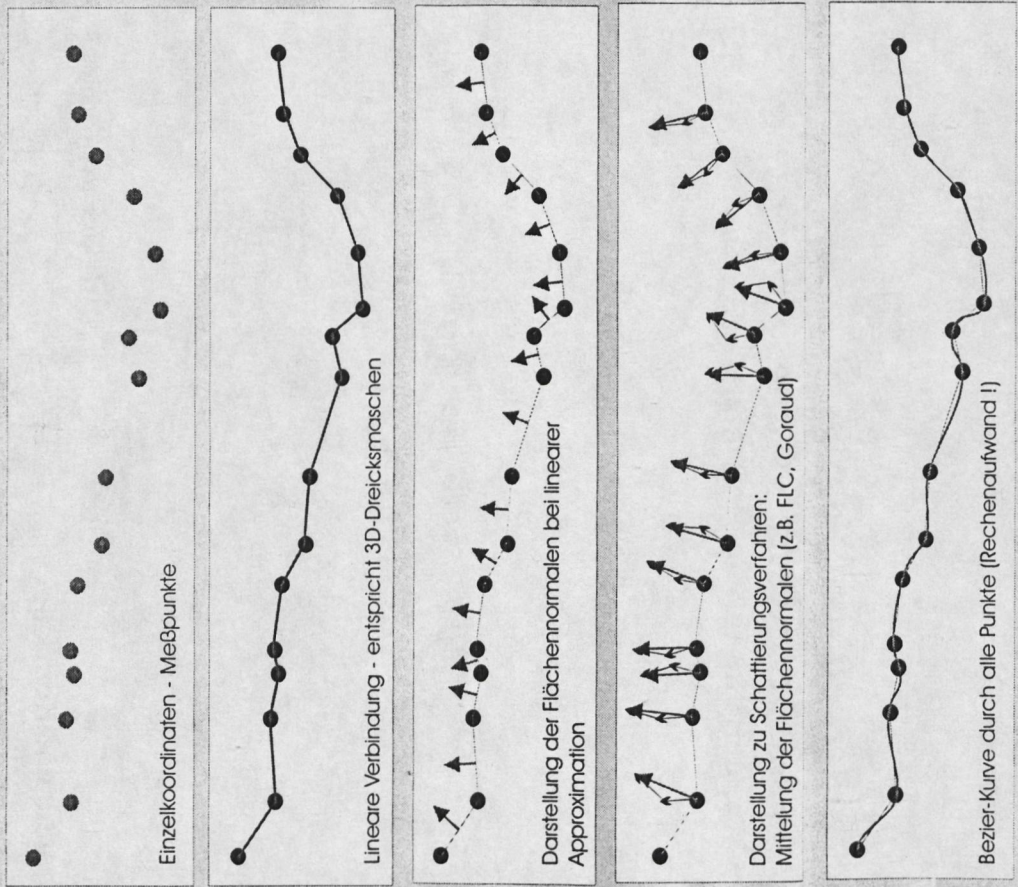 Einzelkoordinaten - Meßpunkte
Lineare Verbindung - entspricht 3D-Dreicksmaschen
Darstellung der Flächennormalen bei linearer
Approximation
Darstellung zu Schattierungsverfahren:
Mittelung der Flächennormalen (z.B. FLC, Goraud)
Bezier-Kurve durch alle Punkte (Rechenaufwand !)